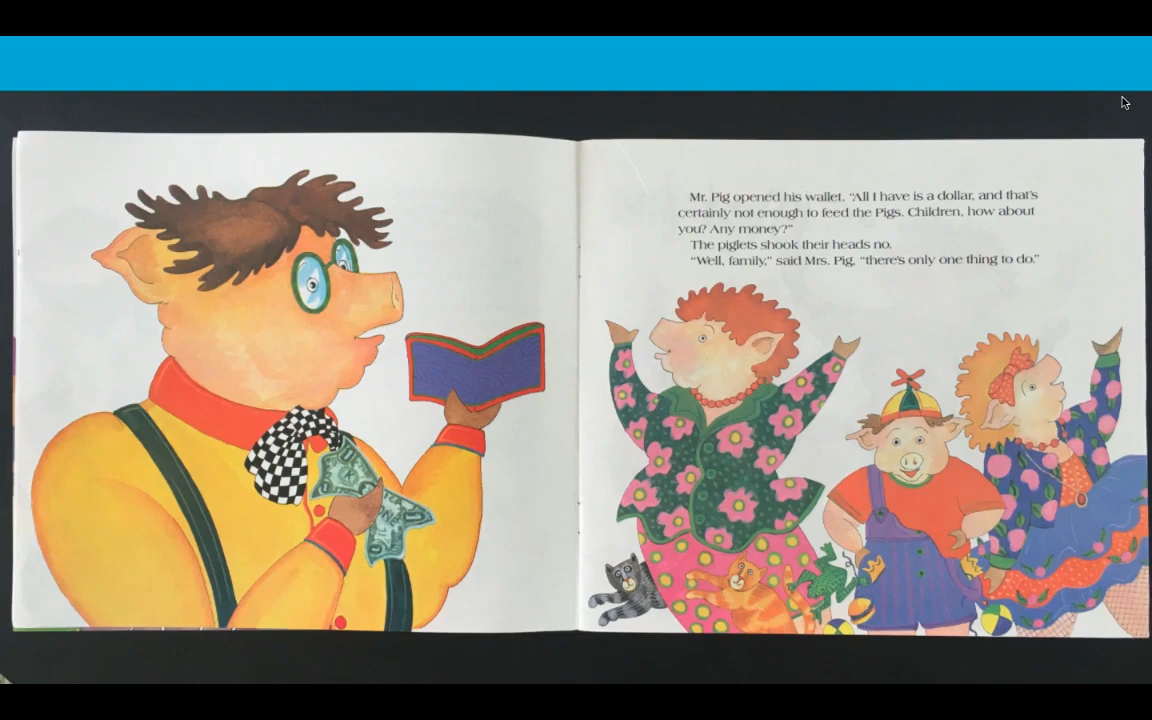 Mr. Pig opened his wallet. "All I have is a dollar, and that's
certainly not enough to feed the Pigs. Children, how about
you? Any money?"
The piglets shook their heads no.
"Well, family," said Mrs. Pig, "there's only one thing to do."